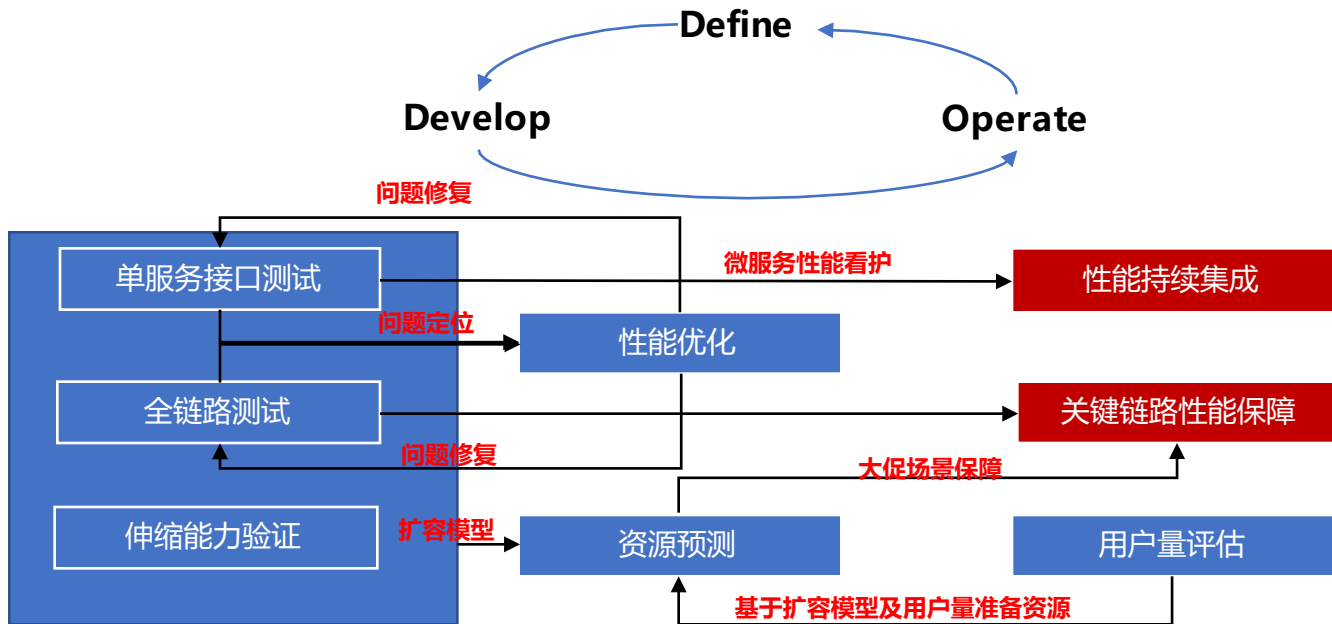 Define
Develop
Operate
问题修复
单服务接口测试
微服务性能看护
性能持续集成
问题定位
性能优化
全链路测试
关键链路性能保障
问题修复
大促场景保障
伸缩能力验证
扩容模型
资源预测
用户量评估
基于扩容模型及用户量准备资源